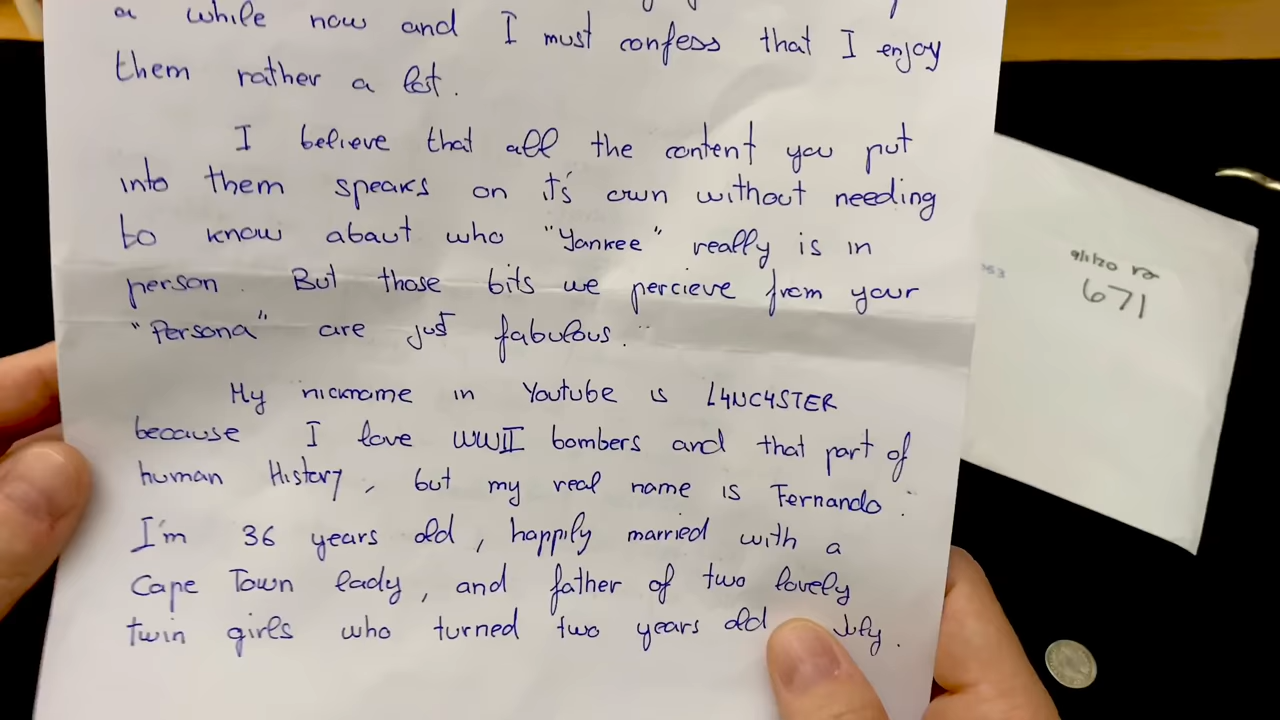 a while now and I must confess that I enjoy
them rather a lot.
I believe that all the content you put
into them speaks on it's own without needing
to know about who "Yankee" really is in
person. But those bits we percieve from your
"Persona" are just fabulous.
My nickname in Youtube is L4NC4STER
because I love WWII bombers and that part of
human History, but my real name is Fernando.
I'm 36 years old, happily married with a
Cape Town lady, and father of two lovely
twin girls who turned two years old July.
9/1/20
671